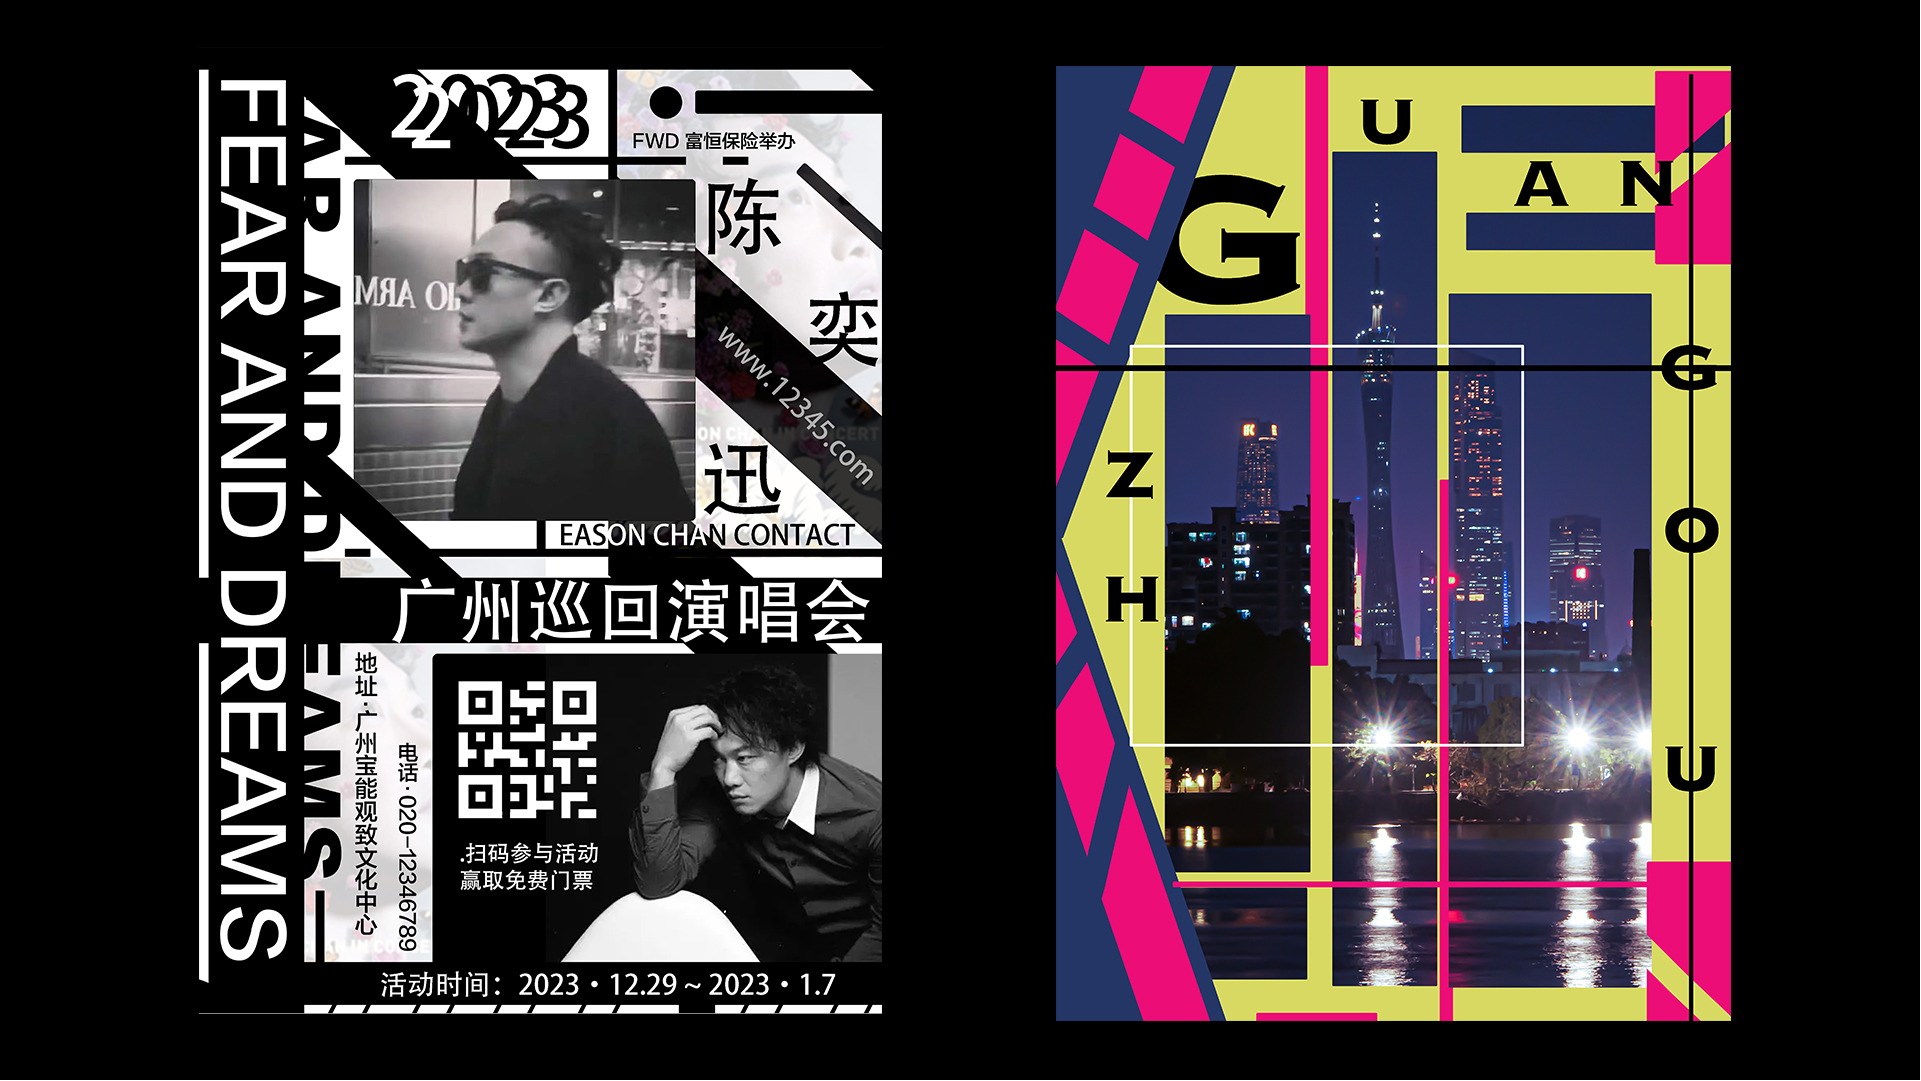 FEAR AND DREAMS
2023
FWD 富恒保险举办
陈
奕
迅
www.12345.com
EASON CHAN CONTACT
广州巡回演唱会
地址·广州宝能观致文化中心
电话·020-12346789
.扫码参与活动
赢取免费门票
活动时间：2023·12.29~2023·1.7
G
U
A N
G
Z
H
O
U